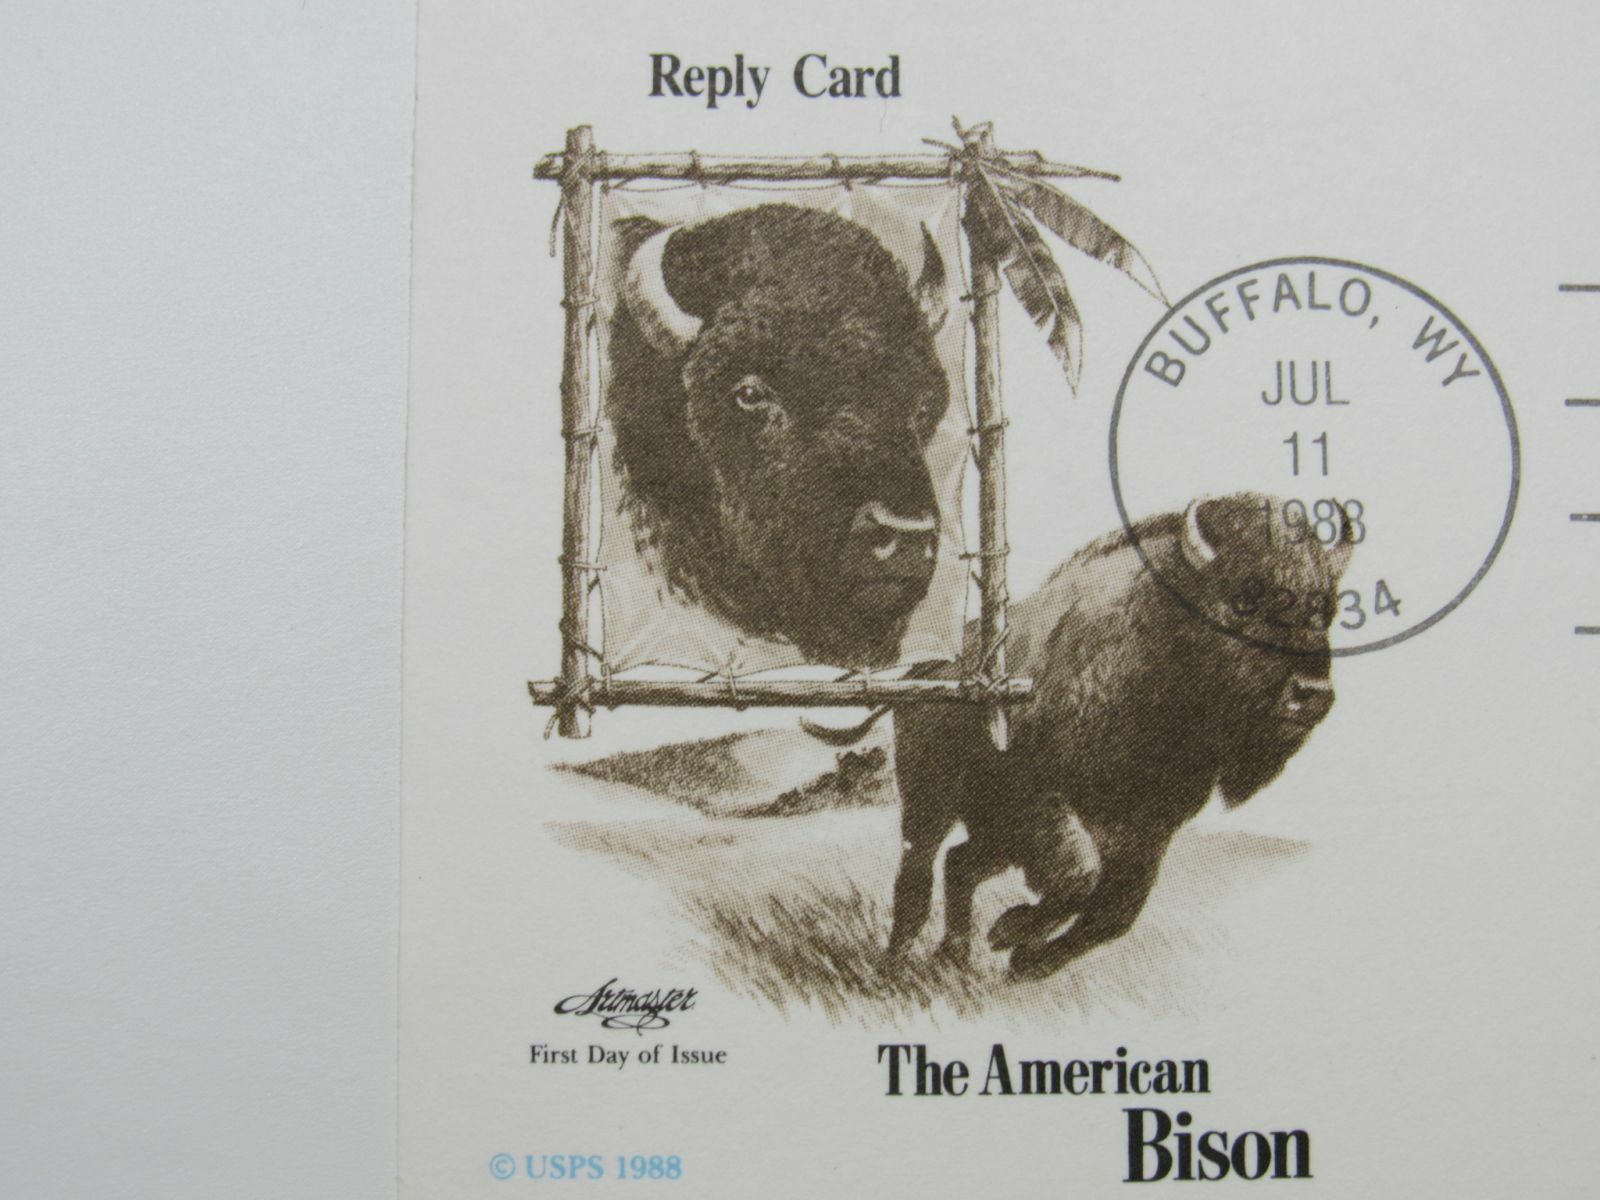 Reply Card
BUFFALO, WY
JUL
11
1988
82834
Artmaster
First Day of Issue
The American
Bison
© USPS 1988